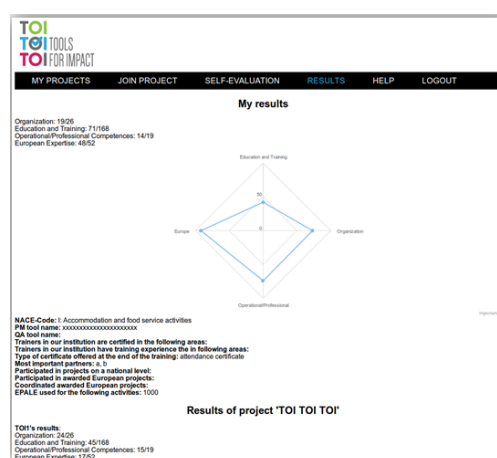 TOI
TOI TOOLS
TOI FOR IMPACT
MY PROJECTS JOIN PROJECT SELF-EVALUATION RESULTS HELP LOGOUT
My results
Organization: 19/26
Education and Training: 71/168
Operational/Professional Competences: 14/19
European Expertise: 48/52
Education and Training
50
Europe
0
Organization
Operational/Professional
NACE-Code: I: Accommodation and food service activities
PM tool name: xxxxxxxxxxxxxxxxxxxxxx
QA tool name:
Trainers in our institution are certified in the following areas:
Trainers in our institution have training experience the in following areas:
Type of certificate offered at the end of the training: attendance certificate
Most important partners: a, b
Participated in projects on a national level:
Participated in awarded European projects:
Coordinated awarded European projects:
EPALE used for the following activities: 1000
Results of project 'TOI TOI TOI'
TOI1's results:
Organization: 24/26
Education and Training: 45/168
Operational/Professional Competences: 15/19
European Expertise: 17/52